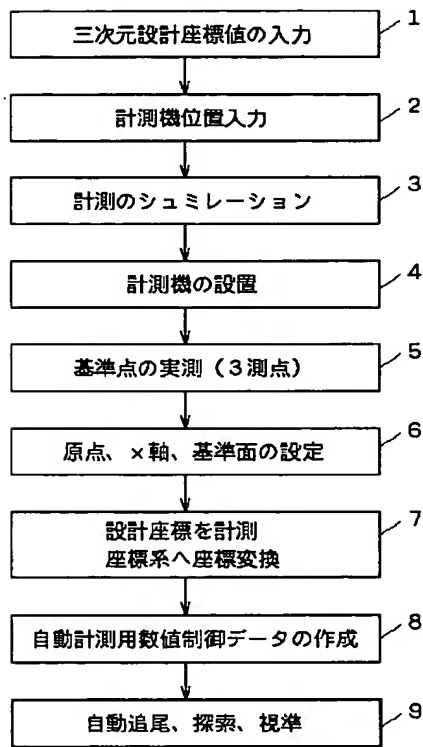 三次元設計座標値の入力
1
計測機位置入力
2
計測のシュミレーション
3
計測機の設置
4
基準点の実測(3測点)
5
原点、x軸、基準面の設定
6
設計座標を計測
座標系へ座標変換
7
自動計測用数値制御データの作成
8
自動追尾、探索、視準
9